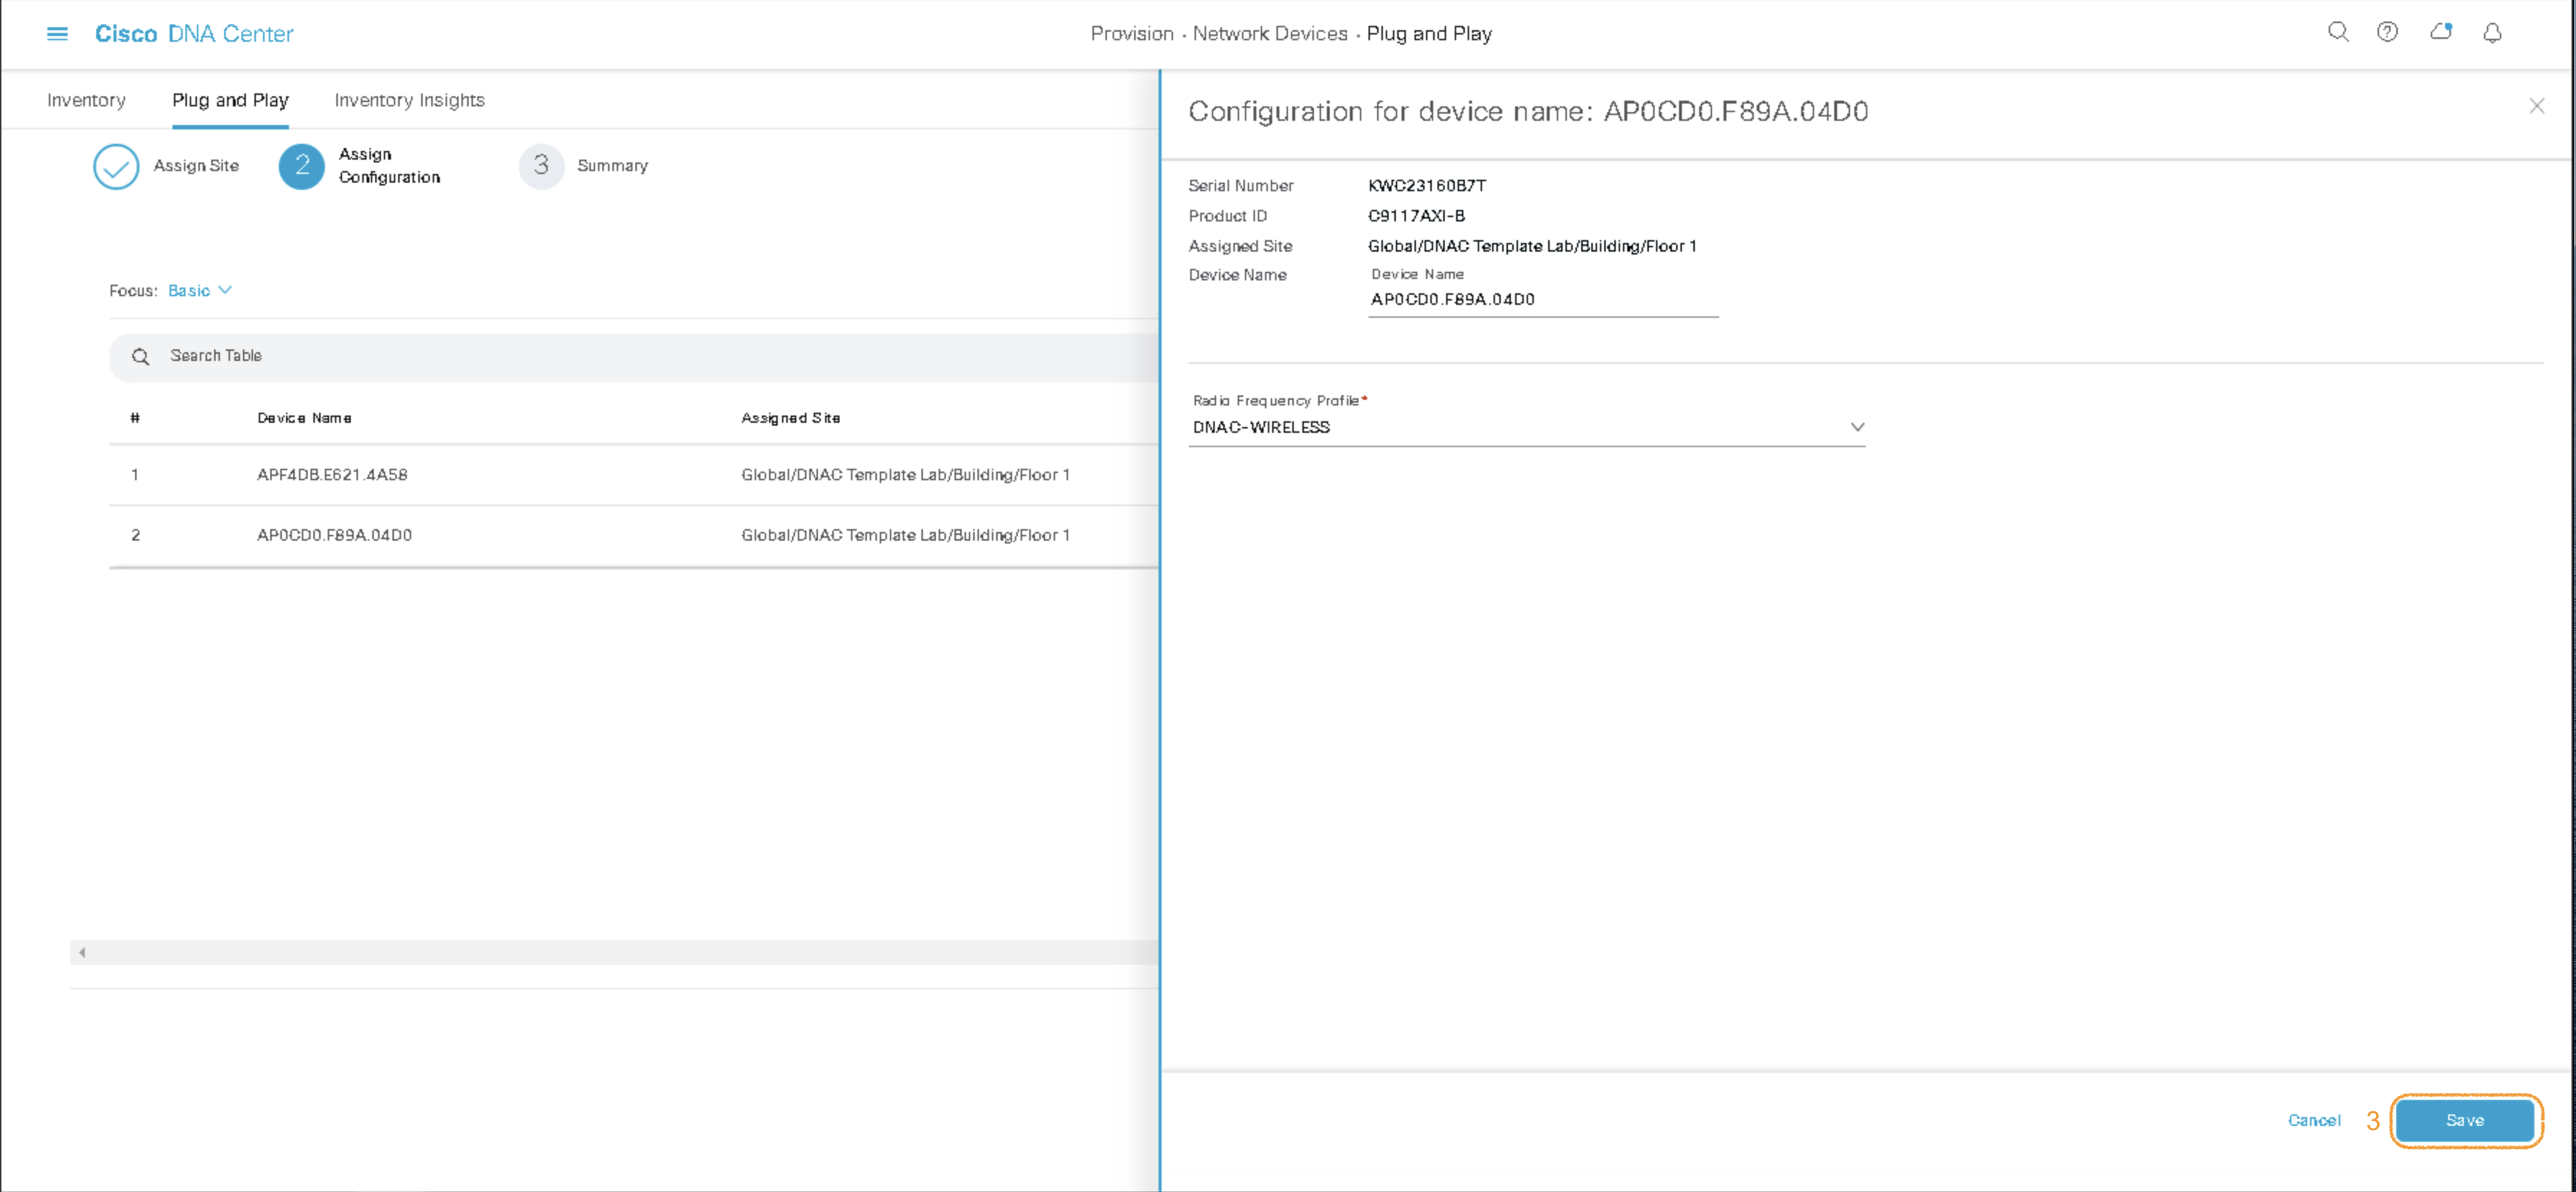 Cisco DNA Center
Provision · Network Devices · Plug and Play
Inventory
Plug and Play
Inventory Insights
Assign Site
2
Assign
Configuration
3
Summary
Focus: Basic
Search Table
# Device Name Assigned Site
1 APF4DB.E621.4A58 Global/DNAC Template Lab/Building/Floor 1
2 AP0CD0.F89A.04D0 Global/DNAC Template Lab/Building/Floor 1
Configuration for device name: AP0CD0.F89A.04D0
Serial Number KWC23160B7T
Product ID C9117AXI-B
Assigned Site Global/DNAC Template Lab/Building/Floor 1
Device Name
Device Name
AP0CD0.F89A.04D0
Radio Frequency Profile*
DNAC-WIRELESS
Cancel
3
Save